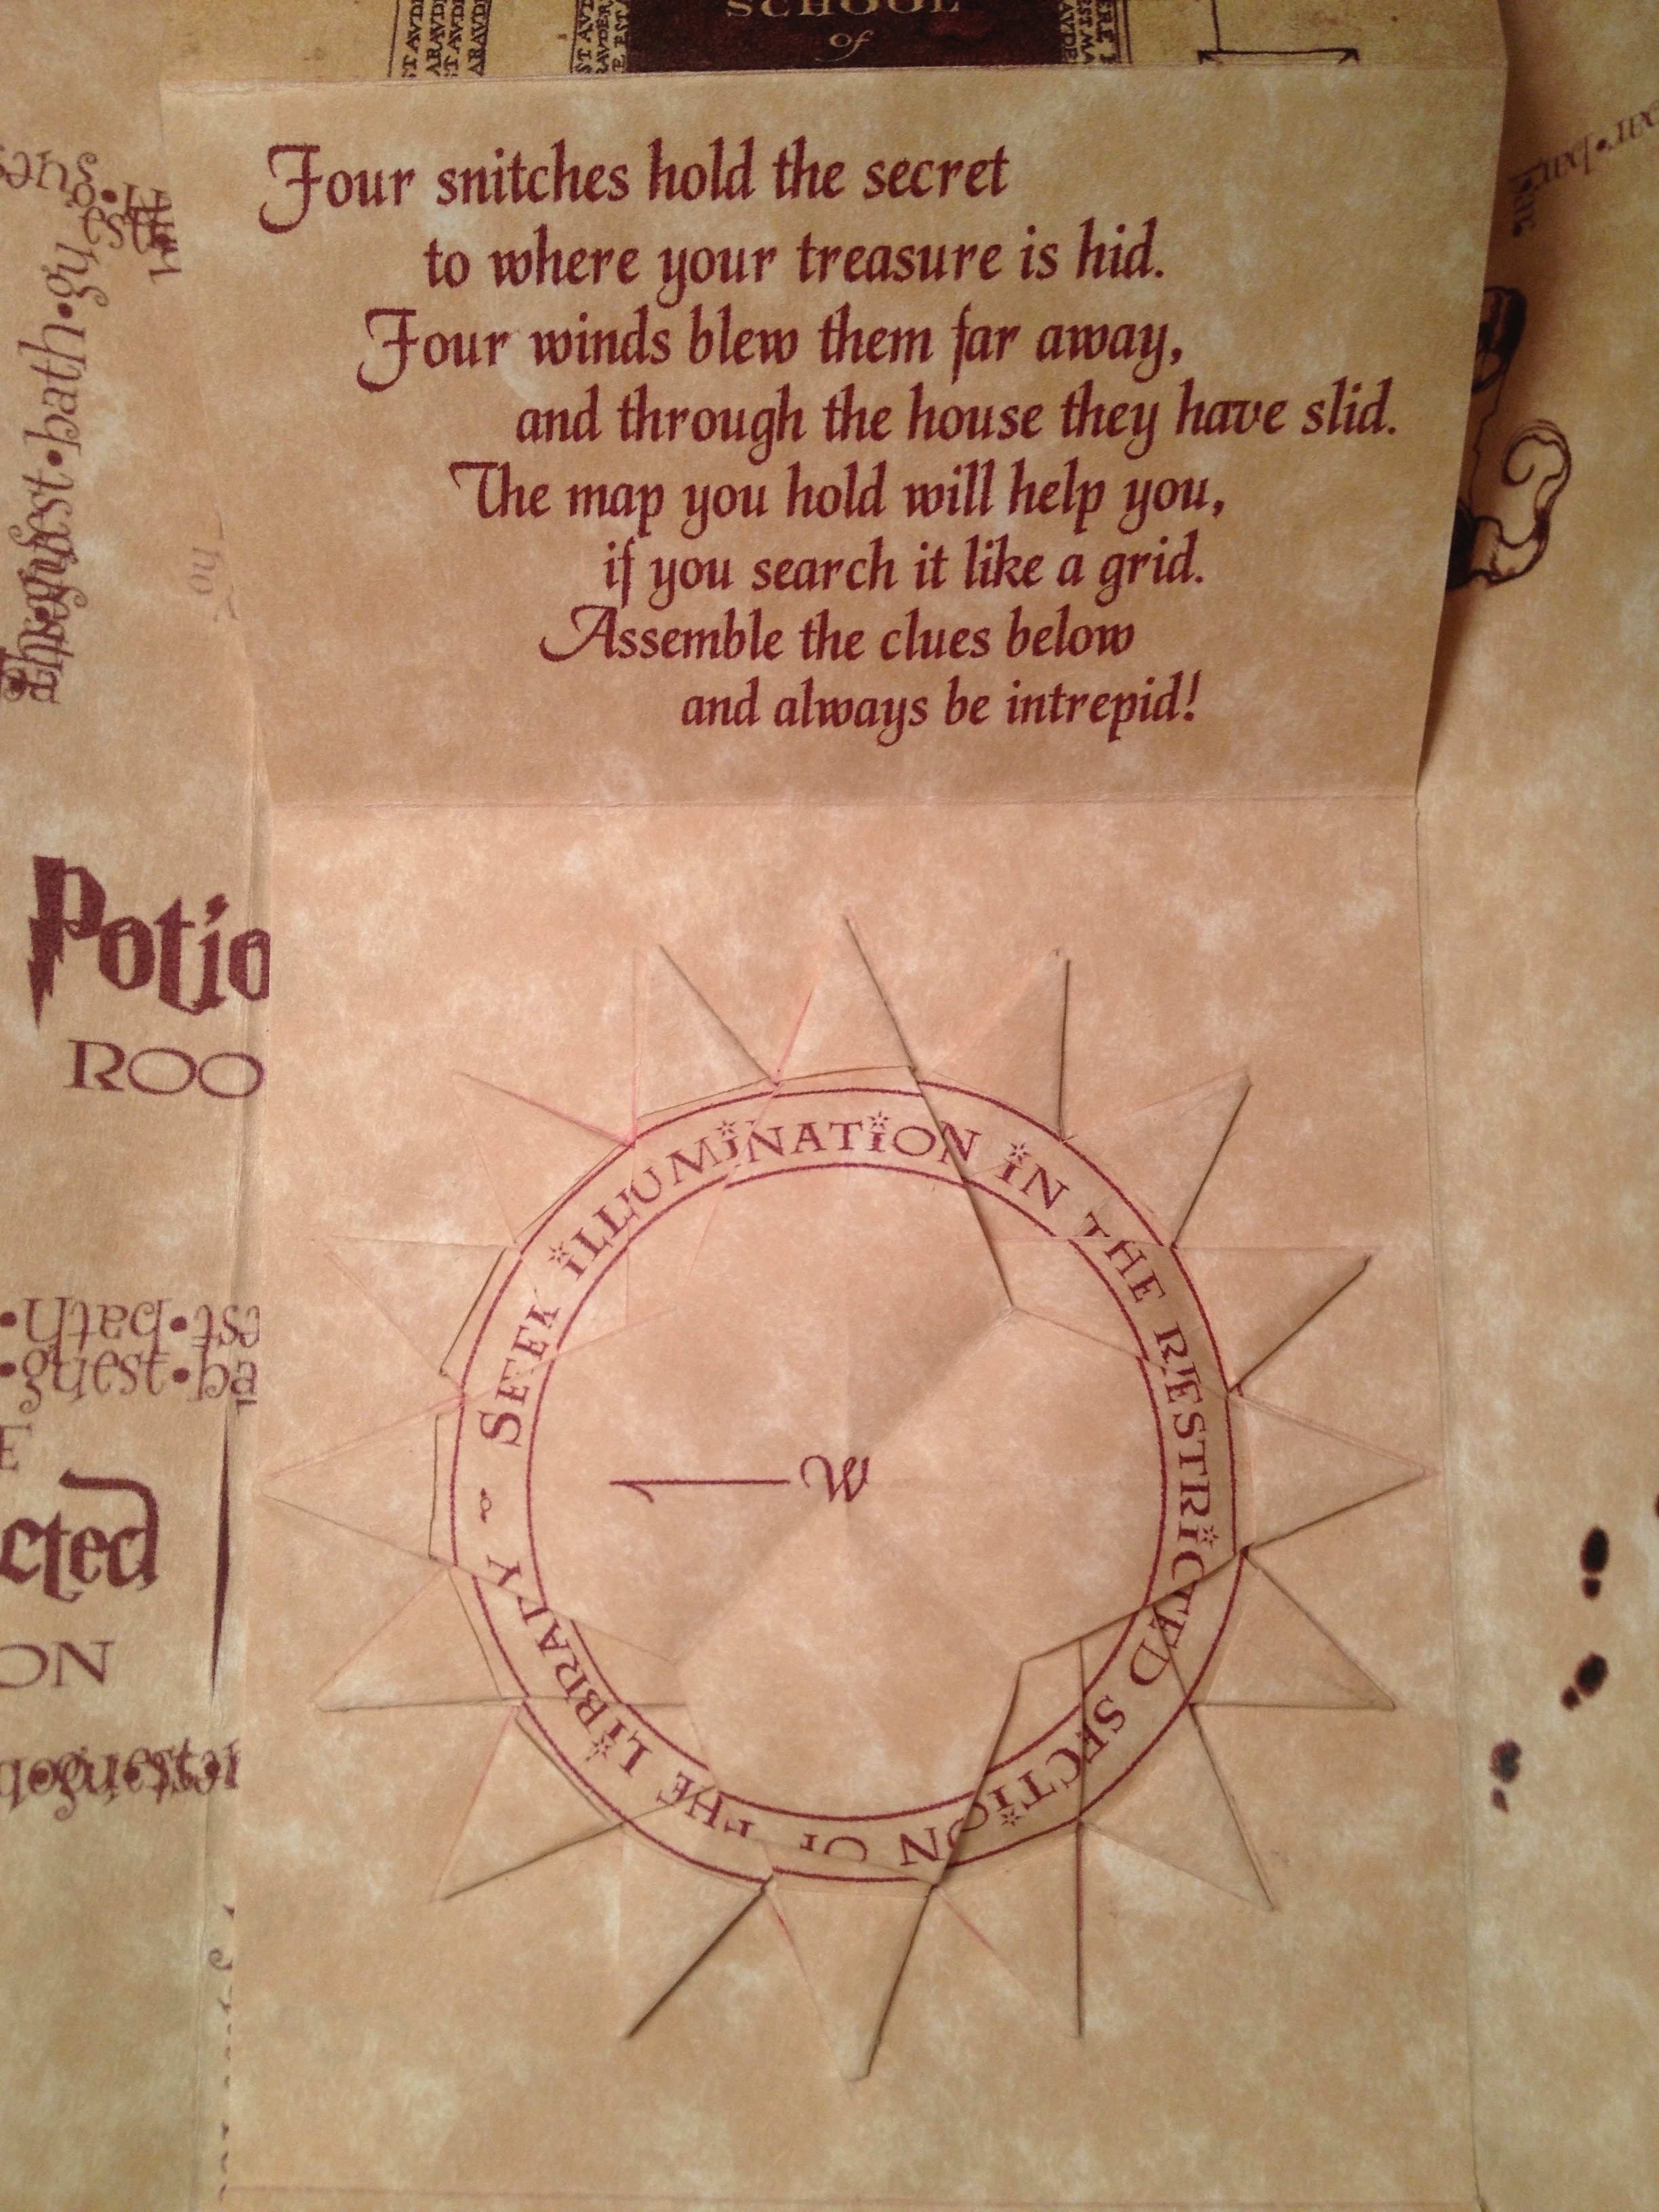 SCHOOL
of
Four snitches hold the secret
to where your treasure is hid.
Four winds blew them far away,
and through the house they have slid.
The map you hold will help you,
if you search it like a grid.
Assemble the clues below
and always be intrepid!
Potio
ROO
est•bath•
•guest•ba
cted
ON
SEEK iLLUMiNATiON iN THE RESTRiCTED SECTiON OF THE LiBRARY ~
W